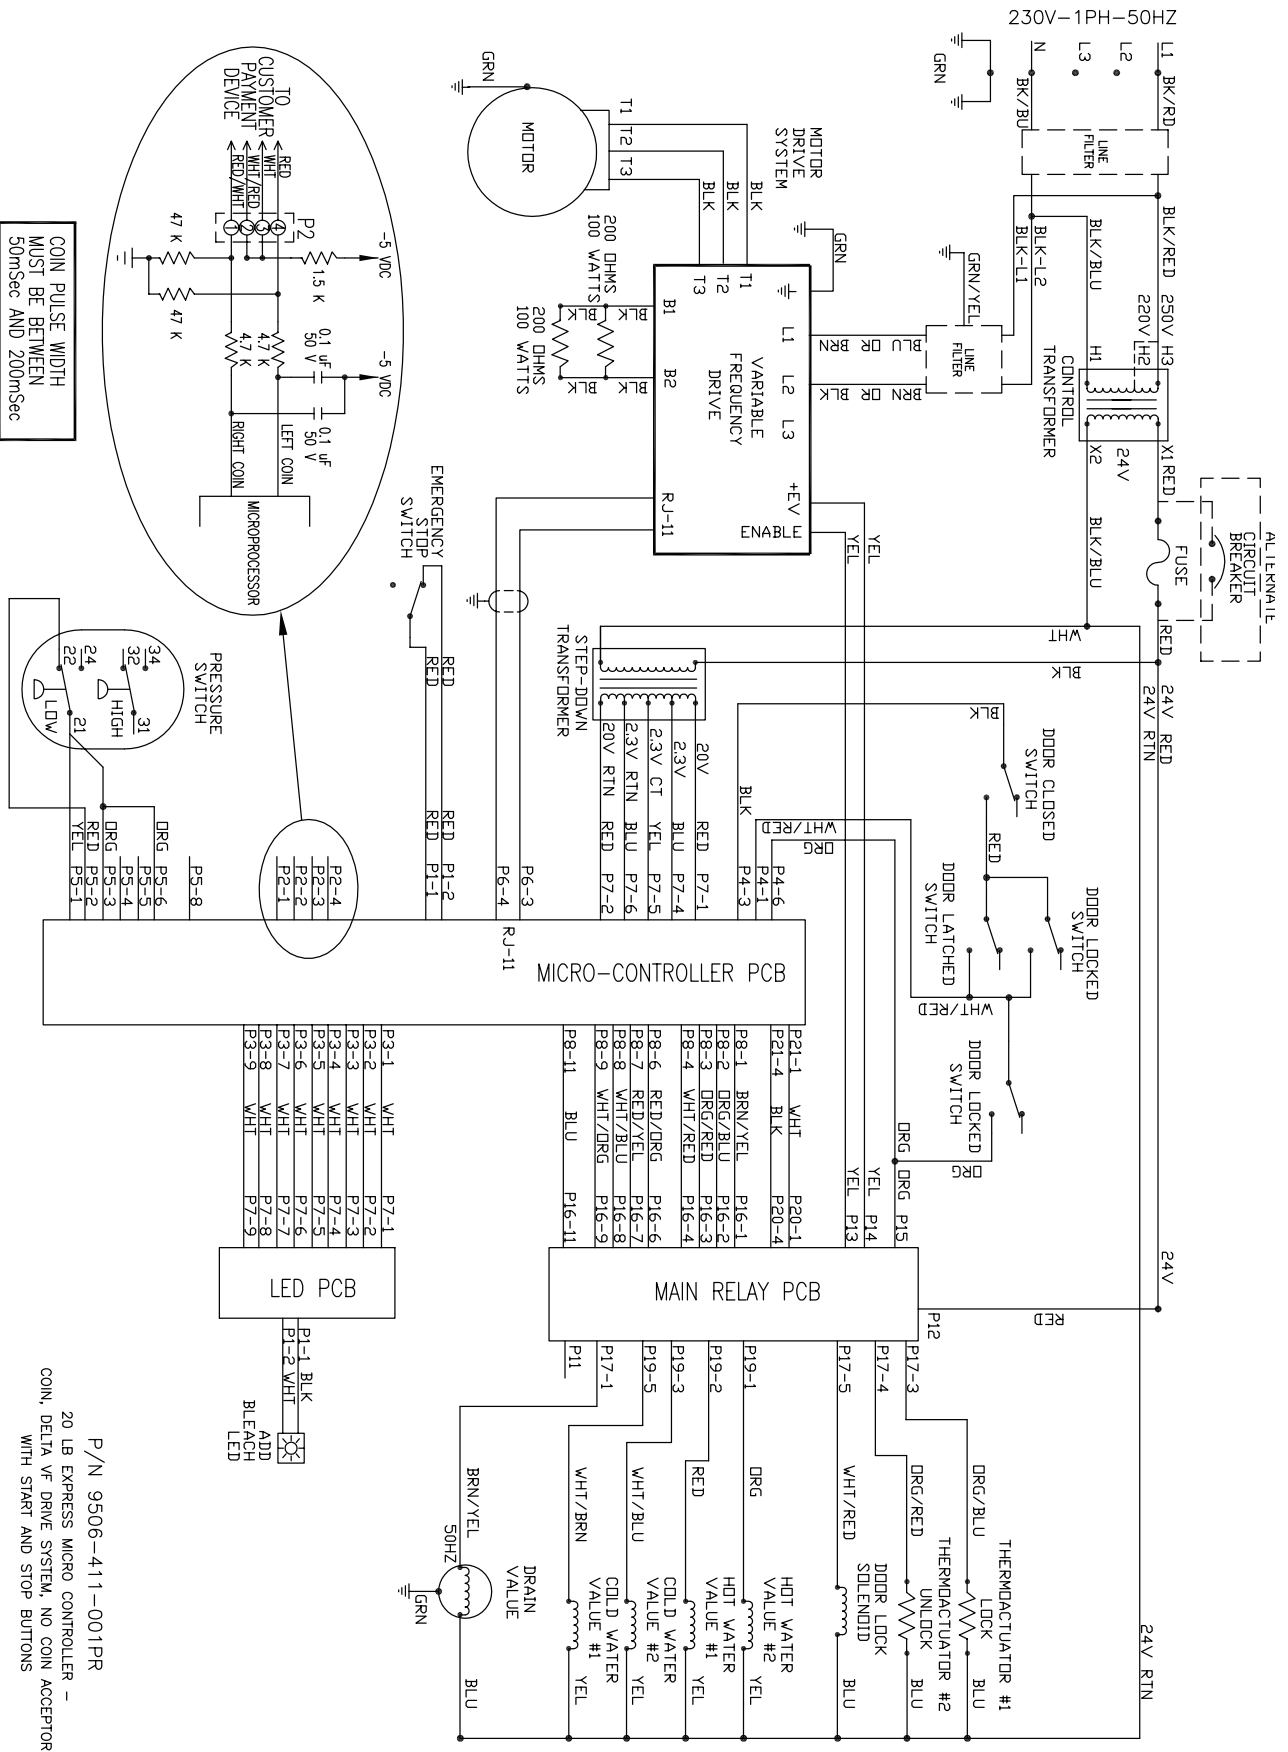 230V-1PH-50HZ
L1
L2
L3
N
GRN
BK/RD
BK/BU
LINE
FILTER
BLK/RED
BLK/BLU
BLK-L2
BLK-L1
250V H3
220V
H2
H1
CONTROL
TRANSFORMER
24V
X1
X2
RED
BLK/BLU
ALTERNATE
CIRCUIT
BREAKER
FUSE
RED
WHT
BLK
24V RED
24V RTN
GRN/YEL
LINE
FILTER
BLU OR BRN
BRN OR BLK
MOTOR
DRIVE
SYSTEM
GRN
MOTOR
T1
T2
T3
BLK
BLK
BLK
GRN
T1
T2
T3
L1
L2
L3
VARIABLE
FREQUENCY
DRIVE
B1
B2
+EV
ENABLE
RJ-11
200 OHMS
100 WATTS
200 OHMS
100 WATTS
BLK
BLK
BLK
BLK
YEL
YEL
TO
CUSTOMER
PAYMENT
DEVICE
RED
WHT
WHT/RED
RED/WHT
P2
4
3
2
1
-5 VDC
1.5 K
47 K
47 K
4.7 K
4.7 K
0.1 uF
50 V
0.1 uF
50 V
-5 VDC
LEFT COIN
RIGHT COIN
MICROPROCESSOR
COIN PULSE WIDTH
MUST BE BETWEEN
50mSec AND 200mSec
EMERGENCY
STOP
SWITCH
RED
RED
RED P1-2
RED P1-1
STEP-DOWN
TRANSFORMER
20V
2.3V
2.3V CT
2.3V RTN
20V RTN
RED P7-1
BLU P7-4
YEL P7-5
BLU P7-6
RED P7-2
PRESSURE
SWITCH
34
32
31
HIGH
24
22
21
LOW
P5-8
ORG P5-6
P5-5
P5-4
ORG P5-3
RED P5-2
YEL P5-1
P2-4
P2-3
P2-2
P2-1
P6-3
P6-4
RJ-11
BLK
DOOR CLOSED
SWITCH
RED
DOOR LOCKED
SWITCH
DOOR LATCHED
SWITCH
WHT/RED
DOOR LOCKED
SWITCH
ORG
BLK
WHT/RED
ORG
P4-6
P4-1
P4-3
MICRO-CONTROLLER PCB
P21-1 WHT P20-1
P21-4 BLK P20-4
P8-1 BRN/YEL P16-1
P8-2 ORG/BLU P16-2
P8-3 ORG/RED P16-3
P8-4 WHT/RED P16-4
P8-6 RED/ORG P16-6
P8-7 RED/YEL P16-7
P8-8 WHT/BLU P16-8
P8-9 WHT/ORG P16-9
P8-11 BLU P16-11
P3-1 WHT P7-1
P3-2 WHT P7-2
P3-3 WHT P7-3
P3-4 WHT P7-4
P3-5 WHT P7-5
P3-6 WHT P7-6
P3-7 WHT P7-7
P3-8 WHT P7-8
P3-9 WHT P7-9
ORG
ORG P15
YEL P14
YEL P13
MAIN RELAY PCB
P12
RED
24V
LED PCB
P1-1 BLK
P1-2 WHT
ADD
BLEACH
LED
P17-3
P17-4
P17-5
P19-1
P19-2
P19-3
P19-5
P17-1
P11
ORG/BLU
THERMOACTUATOR #1
LOCK
BLU
ORG/RED
THERMOACTUATOR #2
UNLOCK
BLU
WHT/RED
DOOR LOCK
SOLENOID
BLU
ORG
HOT WATER
VALUE #2
YEL
RED
HOT WATER
VALUE #1
YEL
WHT/BLU
COLD WATER
VALUE #2
YEL
WHT/BRN
COLD WATER
VALUE #1
YEL
BRN/YEL
50HZ
DRAIN
VALUE
GRN
BLU
24V RTN
P/N 9506-411-001PR
20 LB EXPRESS MICRO CONTROLLER -
COIN, DELTA VF DRIVE SYSTEM, NO COIN ACCEPTOR
WITH START AND STOP BUTTONS